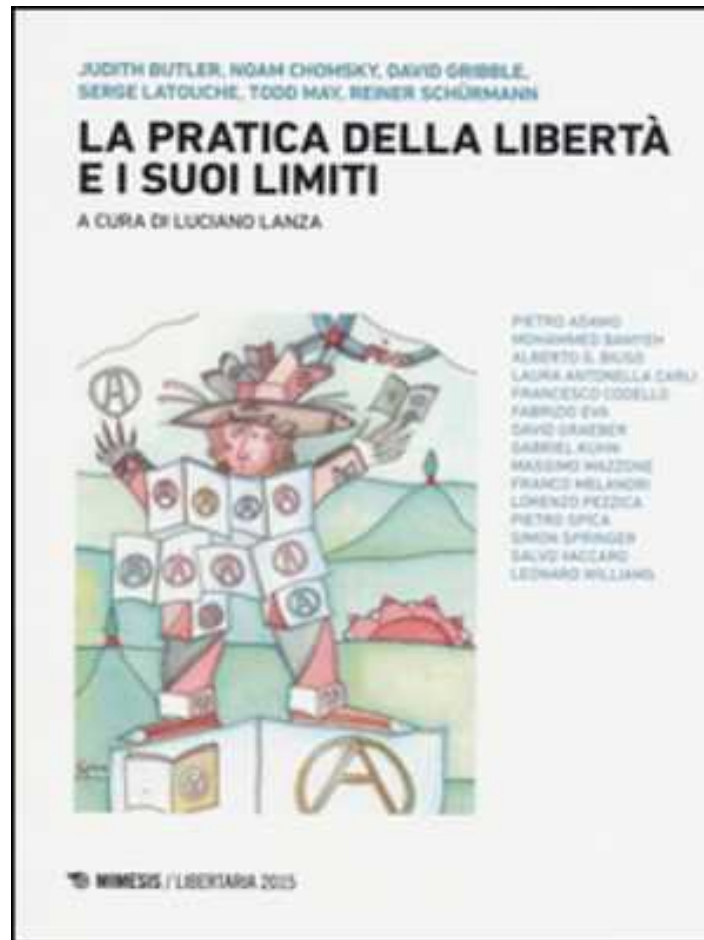 JUDITH BUTLER, NOAM CHOMSKY, DAVID GRIBBLE,
SERGE LATOUCHE, TODD MAY, REINER SCHÜRMANN
LA PRATICA DELLA LIBERTÀ
E I SUOI LIMITI
A CURA DI LUCIANO LANZA
PIETRO ADAMO
MOHAMMED BAMYEH
ALBERTO G. BIUSO
LAURA ANTONELLA CARLI
FRANCESCO CODELLO
FABRIZIO EVA
DAVID GRAEBER
GABRIEL KUHN
MASSIMO MAZZONE
FRANCO MELANDRI
LORENZO PEZZICA
PIETRO SPICA
SIMON SPRINGER
SALVO VACCARO
LEONARD WILLIAMS
MIMESIS / LIBERTARIA 2015